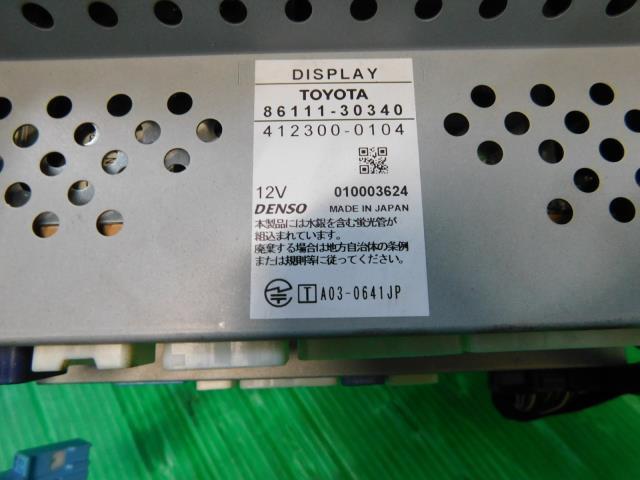 DISPLAY
TOYOTA
86111-30340
412300-0104
12V 010003624
DENSO MADE IN JAPAN
本製品には水銀を含む蛍光管が
組込まれています。
廃棄する場合は地方自治体の条例
または規則等に従ってください。
T A03-0641JP